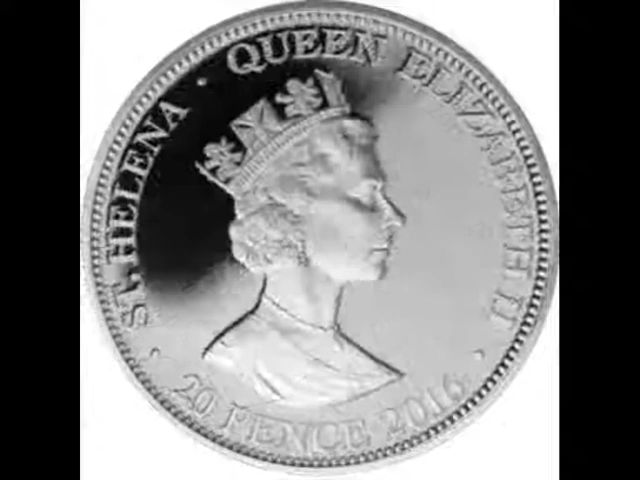 ST. HELENA · QUEEN ELIZABETH II
· 20 PENCE 2016 ·